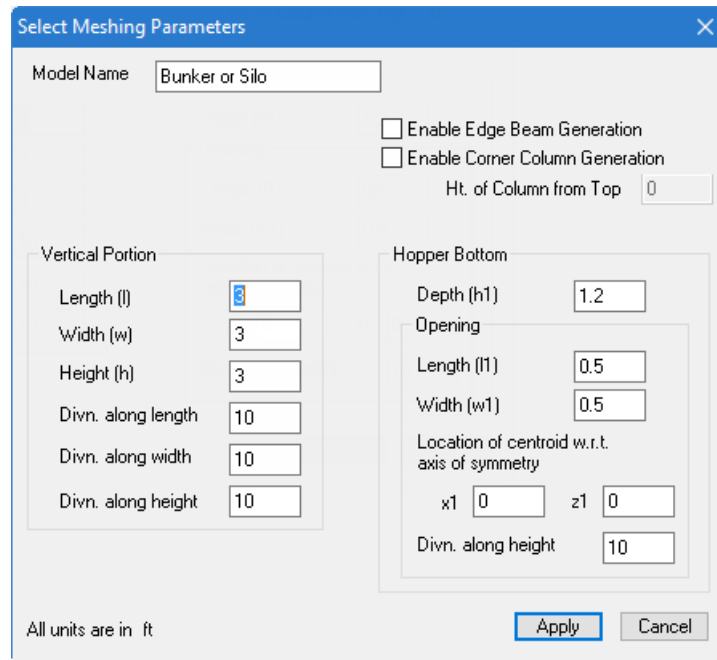 Select Meshing Parameters
Model Name Bunker or Silo
Enable Edge Beam Generation
Enable Corner Column Generation
Ht. of Column from Top 0
Vertical Portion
Length (l) 3
Width (w) 3
Height (h) 3
Divn. along length 10
Divn. along width 10
Divn. along height 10
Hopper Bottom
Depth (h1) 1.2
Opening
Length (l1) 0.5
Width (w1) 0.5
Location of centroid w.r.t.
axis of symmetry
x1 0 z1 0
Divn. along height 10
All units are in ft
Apply Cancel